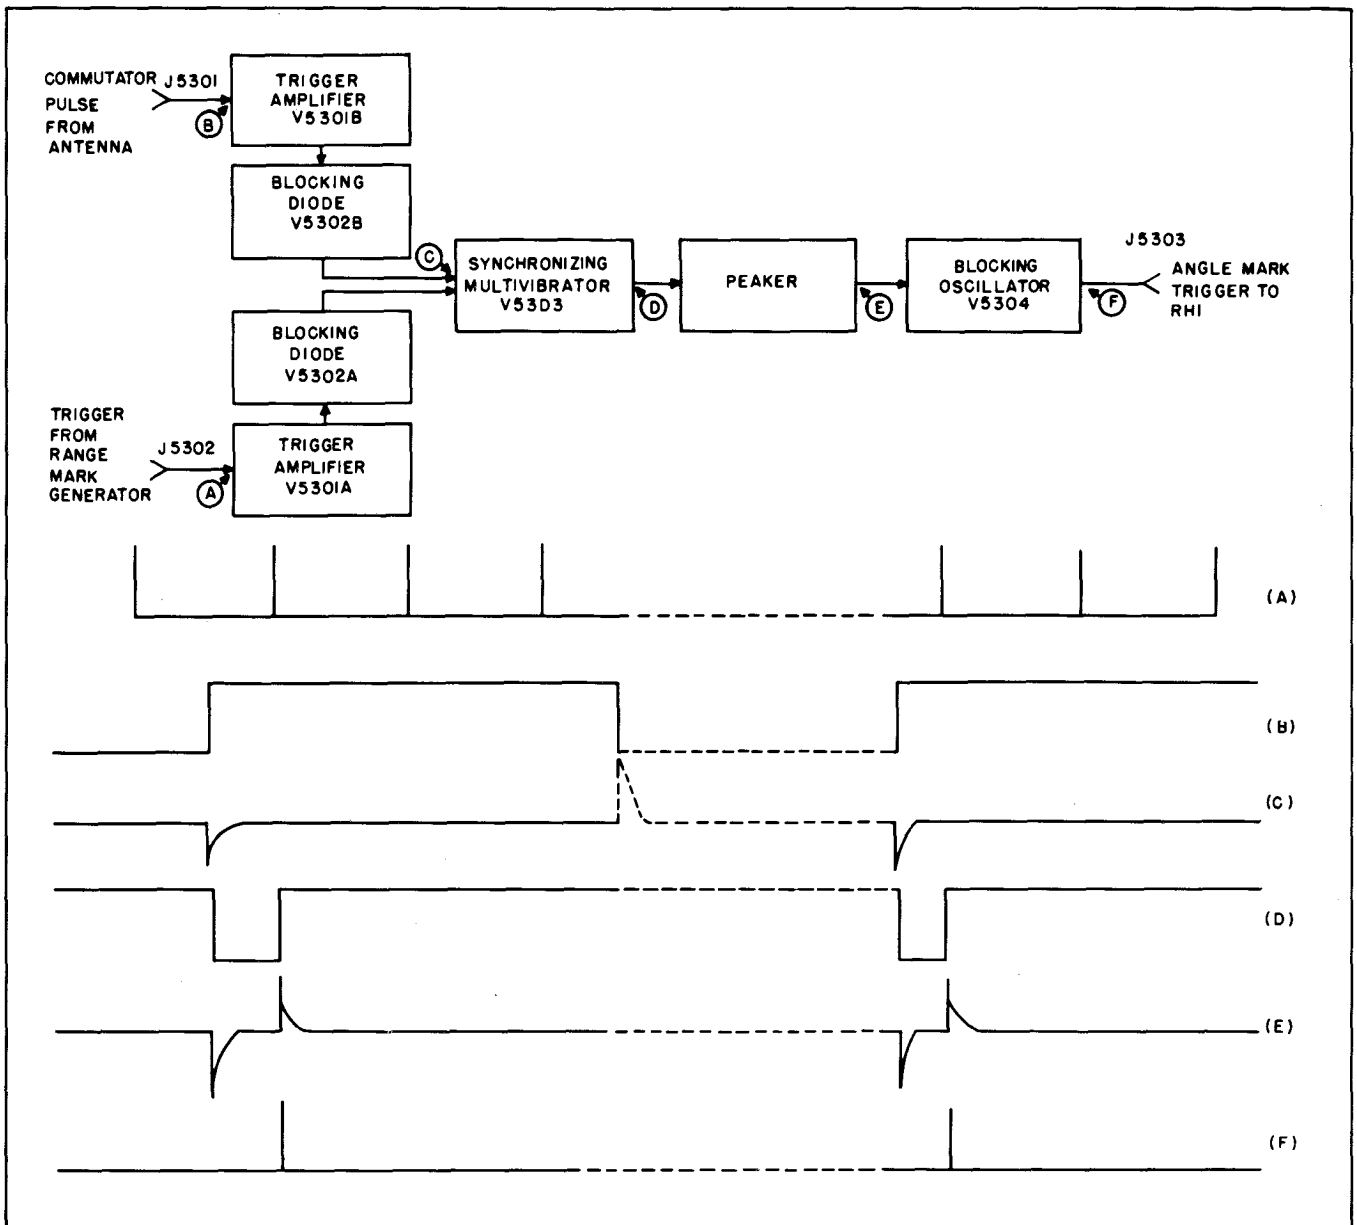 COMMUTATOR
PULSE
FROM
ANTENNA
J5301
B
TRIGGER
AMPLIFIER
V5301B
BLOCKING
DIODE
V5302B
C
SYNCHRONIZING
MULTIVIBRATOR
V53D3
D
PEAKER
E
BLOCKING
OSCILLATOR
V5304
J5303
F
ANGLE MARK
TRIGGER TO
RHI
BLOCKING
DIODE
V5302A
TRIGGER
FROM
RANGE
MARK
GENERATOR
J5302
A
TRIGGER
AMPLIFIER
V5301A
(A)
(B)
(C)
(D)
(E)
(F)